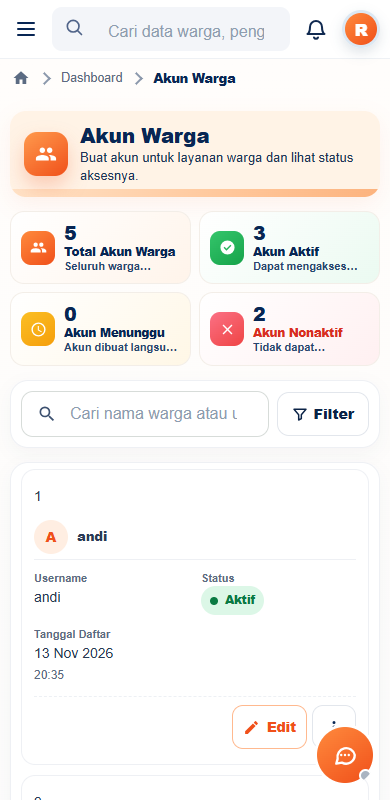 Cari data warga, peng
R
Dashboard
Akun Warga
Akun Warga
Buat akun untuk layanan warga dan lihat status
aksesnya.
5
Total Akun Warga
Seluruh warga...
3
Akun Aktif
Dapat mengakses...
0
Akun Menunggu
Akun dibuat langsu...
2
Akun Nonaktif
Tidak dapat...
Cari nama warga atau u
Filter
1
A
andi
Username
Status
andi
Aktif
Tanggal Daftar
13 Nov 2026
20:35
Edit